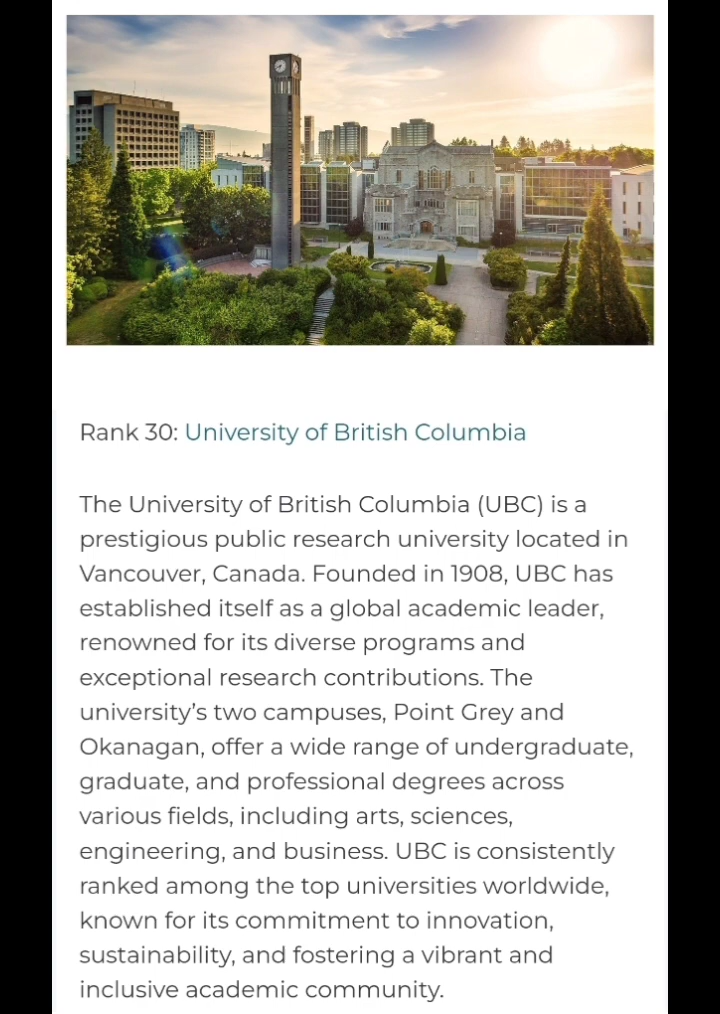 Rank 30: University of British Columbia
The University of British Columbia (UBC) is a
prestigious public research university located in
Vancouver, Canada. Founded in 1908, UBC has
established itself as a global academic leader,
renowned for its diverse programs and
exceptional research contributions. The
university’s two campuses, Point Grey and
Okanagan, offer a wide range of undergraduate,
graduate, and professional degrees across
various fields, including arts, sciences,
engineering, and business. UBC is consistently
ranked among the top universities worldwide,
known for its commitment to innovation,
sustainability, and fostering a vibrant and
inclusive academic community.